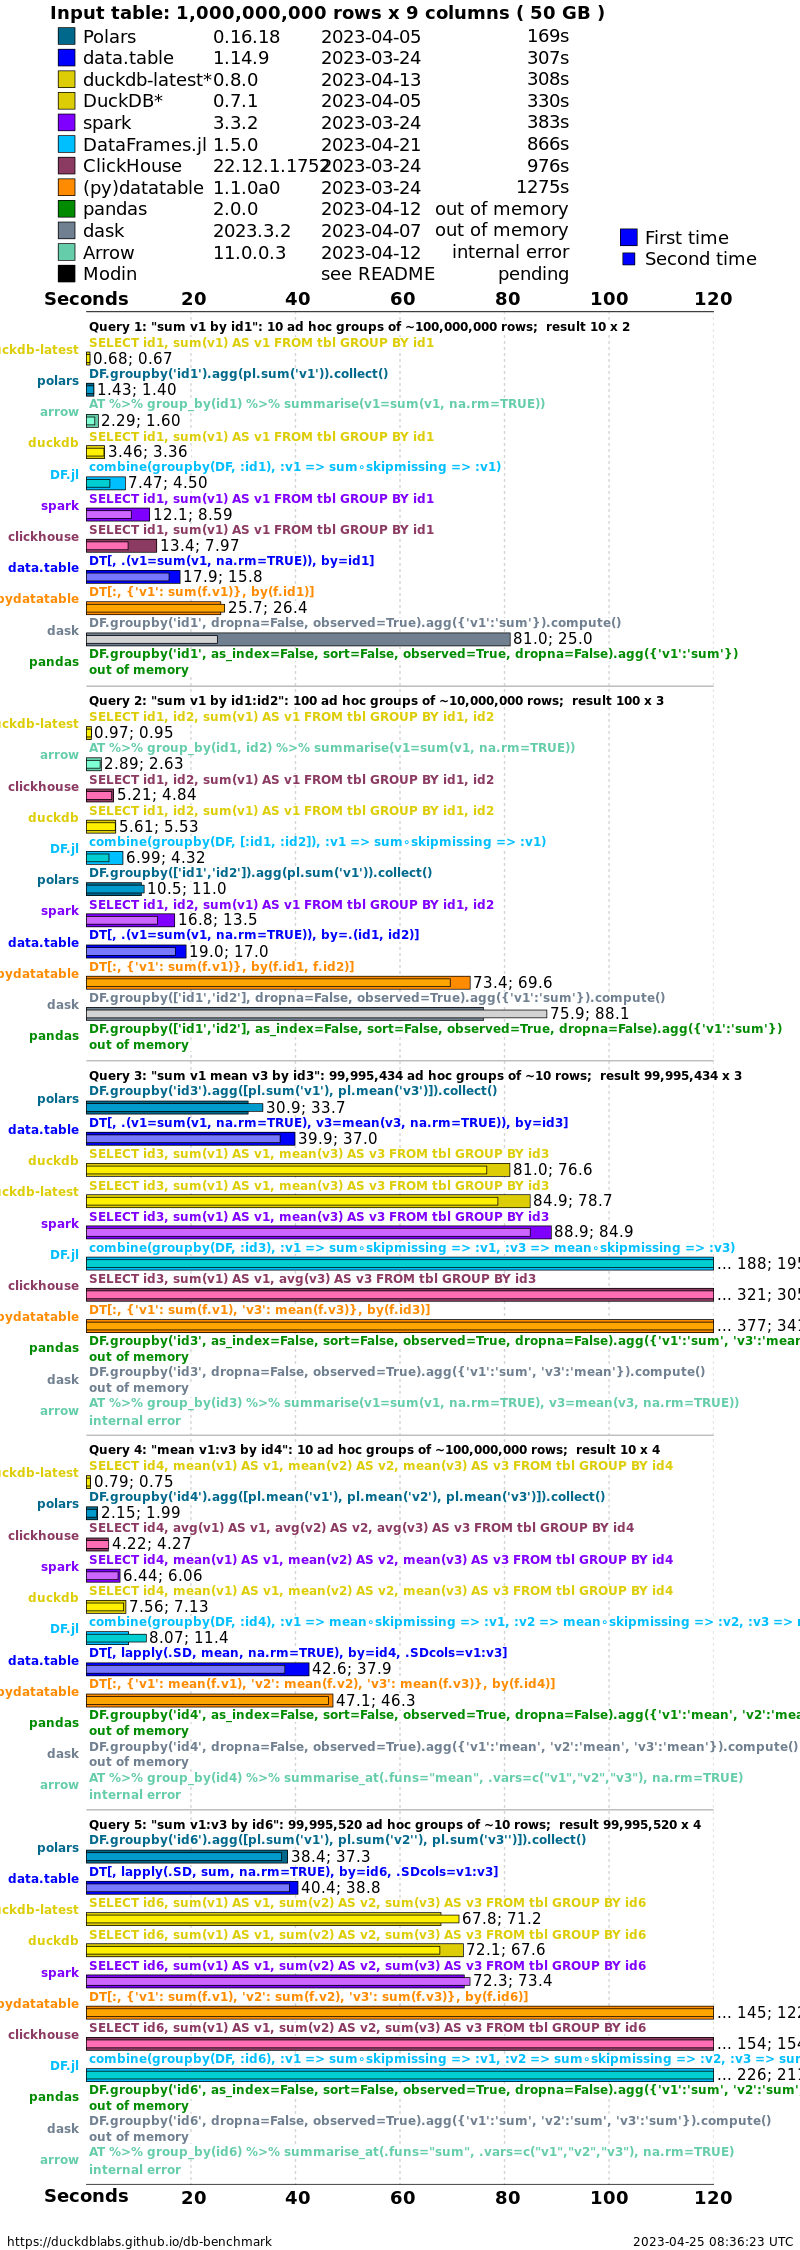 Input table: 1,000,000,000 rows x 9 columns ( 50 GB )
Polars 0.16.18 2023-04-05 169s
data.table 1.14.9 2023-03-24 307s
duckdb-latest* 0.8.0 2023-04-13 308s
DuckDB* 0.7.1 2023-04-05 330s
spark 3.3.2 2023-03-24 383s
DataFrames.jl 1.5.0 2023-04-21 866s
ClickHouse 22.12.1.1752 2023-03-24 976s
(py)datatable 1.1.0a0 2023-03-24 1275s
pandas 2.0.0 2023-04-12 out of memory
dask 2023.3.2 2023-04-07 out of memory
Arrow 11.0.0.3 2023-04-12 internal error
Modin see README pending
First time
Second time
Seconds 20 40 60 80 100 120
Query 1: "sum v1 by id1": 10 ad hoc groups of ~100,000,000 rows; result 10 x 2
SELECT id1, sum(v1) AS v1 FROM tbl GROUP BY id1
uckdb-latest 0.68; 0.67
DF.groupby('id1').agg(pl.sum('v1')).collect()
polars 1.43; 1.40
AT %>% group_by(id1) %>% summarise(v1=sum(v1, na.rm=TRUE))
arrow 2.29; 1.60
SELECT id1, sum(v1) AS v1 FROM tbl GROUP BY id1
duckdb 3.46; 3.36
combine(groupby(DF, :id1), :v1 => sum∘skipmissing => :v1)
DF.jl 7.47; 4.50
SELECT id1, sum(v1) AS v1 FROM tbl GROUP BY id1
spark 12.1; 8.59
SELECT id1, sum(v1) AS v1 FROM tbl GROUP BY id1
clickhouse 13.4; 7.97
DT[, .(v1=sum(v1, na.rm=TRUE)), by=id1]
data.table 17.9; 15.8
DT[:, {'v1': sum(f.v1)}, by(f.id1)]
pydatatable 25.7; 26.4
DF.groupby('id1', dropna=False, observed=True).agg({'v1':'sum'}).compute()
dask 81.0; 25.0
DF.groupby('id1', as_index=False, sort=False, observed=True, dropna=False).agg({'v1':'sum'})
pandas out of memory
Query 2: "sum v1 by id1:id2": 100 ad hoc groups of ~10,000,000 rows; result 100 x 3
SELECT id1, id2, sum(v1) AS v1 FROM tbl GROUP BY id1, id2
uckdb-latest 0.97; 0.95
AT %>% group_by(id1, id2) %>% summarise(v1=sum(v1, na.rm=TRUE))
arrow 2.89; 2.63
SELECT id1, id2, sum(v1) AS v1 FROM tbl GROUP BY id1, id2
clickhouse 5.21; 4.84
SELECT id1, id2, sum(v1) AS v1 FROM tbl GROUP BY id1, id2
duckdb 5.61; 5.53
combine(groupby(DF, [:id1, :id2]), :v1 => sum∘skipmissing => :v1)
DF.jl 6.99; 4.32
DF.groupby(['id1','id2']).agg(pl.sum('v1')).collect()
polars 10.5; 11.0
SELECT id1, id2, sum(v1) AS v1 FROM tbl GROUP BY id1, id2
spark 16.8; 13.5
DT[, .(v1=sum(v1, na.rm=TRUE)), by=.(id1, id2)]
data.table 19.0; 17.0
DT[:, {'v1': sum(f.v1)}, by(f.id1, f.id2)]
pydatatable 73.4; 69.6
DF.groupby(['id1','id2'], dropna=False, observed=True).agg({'v1':'sum'}).compute()
dask 75.9; 88.1
DF.groupby(['id1','id2'], as_index=False, sort=False, observed=True, dropna=False).agg({'v1':'sum'})
pandas out of memory
Query 3: "sum v1 mean v3 by id3": 99,995,434 ad hoc groups of ~10 rows; result 99,995,434 x 3
DF.groupby('id3').agg([pl.sum('v1'), pl.mean('v3')]).collect()
polars 30.9; 33.7
DT[, .(v1=sum(v1, na.rm=TRUE), v3=mean(v3, na.rm=TRUE)), by=id3]
data.table 39.9; 37.0
SELECT id3, sum(v1) AS v1, mean(v3) AS v3 FROM tbl GROUP BY id3
duckdb 81.0; 76.6
SELECT id3, sum(v1) AS v1, mean(v3) AS v3 FROM tbl GROUP BY id3
uckdb-latest 84.9; 78.7
SELECT id3, sum(v1) AS v1, mean(v3) AS v3 FROM tbl GROUP BY id3
spark 88.9; 84.9
combine(groupby(DF, :id3), :v1 => sum∘skipmissing => :v1, :v3 => mean∘skipmissing => :v3)
DF.jl ... 188; 195
SELECT id3, sum(v1) AS v1, avg(v3) AS v3 FROM tbl GROUP BY id3
clickhouse ... 321; 305
DT[:, {'v1': sum(f.v1), 'v3': mean(f.v3)}, by(f.id3)]
pydatatable ... 377; 341
DF.groupby('id3', as_index=False, sort=False, observed=True, dropna=False).agg({'v1':'sum', 'v3':'mean
pandas out of memory
DF.groupby('id3', dropna=False, observed=True).agg({'v1':'sum', 'v3':'mean'}).compute()
dask out of memory
AT %>% group_by(id3) %>% summarise(v1=sum(v1, na.rm=TRUE), v3=mean(v3, na.rm=TRUE))
arrow internal error
Query 4: "mean v1:v3 by id4": 10 ad hoc groups of ~100,000,000 rows; result 10 x 4
SELECT id4, mean(v1) AS v1, mean(v2) AS v2, mean(v3) AS v3 FROM tbl GROUP BY id4
uckdb-latest 0.79; 0.75
DF.groupby('id4').agg([pl.mean('v1'), pl.mean('v2'), pl.mean('v3')]).collect()
polars 2.15; 1.99
SELECT id4, avg(v1) AS v1, avg(v2) AS v2, avg(v3) AS v3 FROM tbl GROUP BY id4
clickhouse 4.22; 4.27
SELECT id4, mean(v1) AS v1, mean(v2) AS v2, mean(v3) AS v3 FROM tbl GROUP BY id4
spark 6.44; 6.06
SELECT id4, mean(v1) AS v1, mean(v2) AS v2, mean(v3) AS v3 FROM tbl GROUP BY id4
duckdb 7.56; 7.13
combine(groupby(DF, :id4), :v1 => mean∘skipmissing => :v1, :v2 => mean∘skipmissing => :v2, :v3 => r
DF.jl 8.07; 11.4
DT[, lapply(.SD, mean, na.rm=TRUE), by=id4, .SDcols=v1:v3]
data.table 42.6; 37.9
DT[:, {'v1': mean(f.v1), 'v2': mean(f.v2), 'v3': mean(f.v3)}, by(f.id4)]
pydatatable 47.1; 46.3
DF.groupby('id4', as_index=False, sort=False, observed=True, dropna=False).agg({'v1':'mean', 'v2':'mea
pandas out of memory
DF.groupby('id4', dropna=False, observed=True).agg({'v1':'mean', 'v2':'mean', 'v3':'mean'}).compute()
dask out of memory
AT %>% group_by(id4) %>% summarise_at(.funs="mean", .vars=c("v1","v2","v3"), na.rm=TRUE)
arrow internal error
Query 5: "sum v1:v3 by id6": 99,995,520 ad hoc groups of ~10 rows; result 99,995,520 x 4
DF.groupby('id6').agg([pl.sum('v1'), pl.sum('v2''), pl.sum('v3'')]).collect()
polars 38.4; 37.3
DT[, lapply(.SD, sum, na.rm=TRUE), by=id6, .SDcols=v1:v3]
data.table 40.4; 38.8
SELECT id6, sum(v1) AS v1, sum(v2) AS v2, sum(v3) AS v3 FROM tbl GROUP BY id6
uckdb-latest 67.8; 71.2
SELECT id6, sum(v1) AS v1, sum(v2) AS v2, sum(v3) AS v3 FROM tbl GROUP BY id6
duckdb 72.1; 67.6
SELECT id6, sum(v1) AS v1, sum(v2) AS v2, sum(v3) AS v3 FROM tbl GROUP BY id6
spark 72.3; 73.4
DT[:, {'v1': sum(f.v1), 'v2': sum(f.v2), 'v3': sum(f.v3)}, by(f.id6)]
pydatatable ... 145; 122
SELECT id6, sum(v1) AS v1, sum(v2) AS v2, sum(v3) AS v3 FROM tbl GROUP BY id6
clickhouse ... 154; 154
combine(groupby(DF, :id6), :v1 => sum∘skipmissing => :v1, :v2 => sum∘skipmissing => :v2, :v3 => sur
DF.jl ... 226; 211
DF.groupby('id6', as_index=False, sort=False, observed=True, dropna=False).agg({'v1':'sum', 'v2':'sum'
pandas out of memory
DF.groupby('id6', dropna=False, observed=True).agg({'v1':'sum', 'v2':'sum', 'v3':'sum'}).compute()
dask out of memory
AT %>% group_by(id6) %>% summarise_at(.funs="sum", .vars=c("v1","v2","v3"), na.rm=TRUE)
arrow internal error
Seconds 20 40 60 80 100 120
https://duckdblabs.github.io/db-benchmark 2023-04-25 08:36:23 UTC